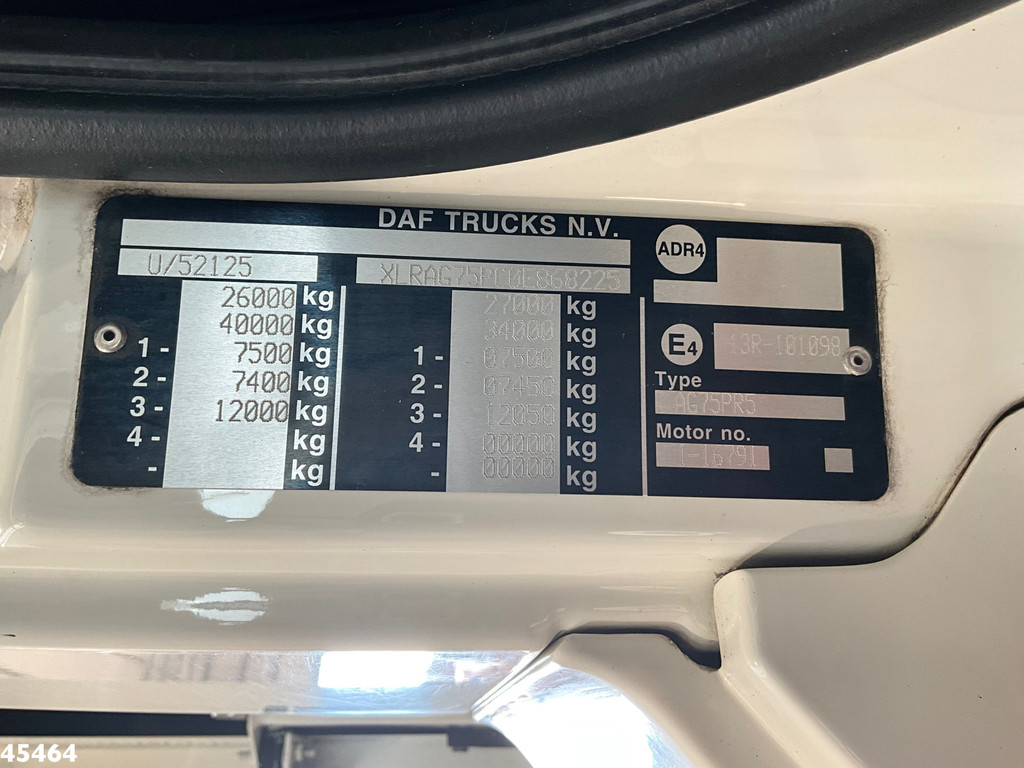 DAF TRUCKS N.V.
U/52125 XLRAG75PC0E868225
26000 kg 27000 kg
40000 kg 34000 kg
1 - 7500 kg 1 - 07500 kg
2 - 7400 kg 2 - 07450 kg
3 - 12000 kg 3 - 12050 kg
4 - kg 4 - 00000 kg
- kg - 00000 kg
ADR4
E4 13R-101098
Type
AG75PR5
Motor no.
1-16791
45464